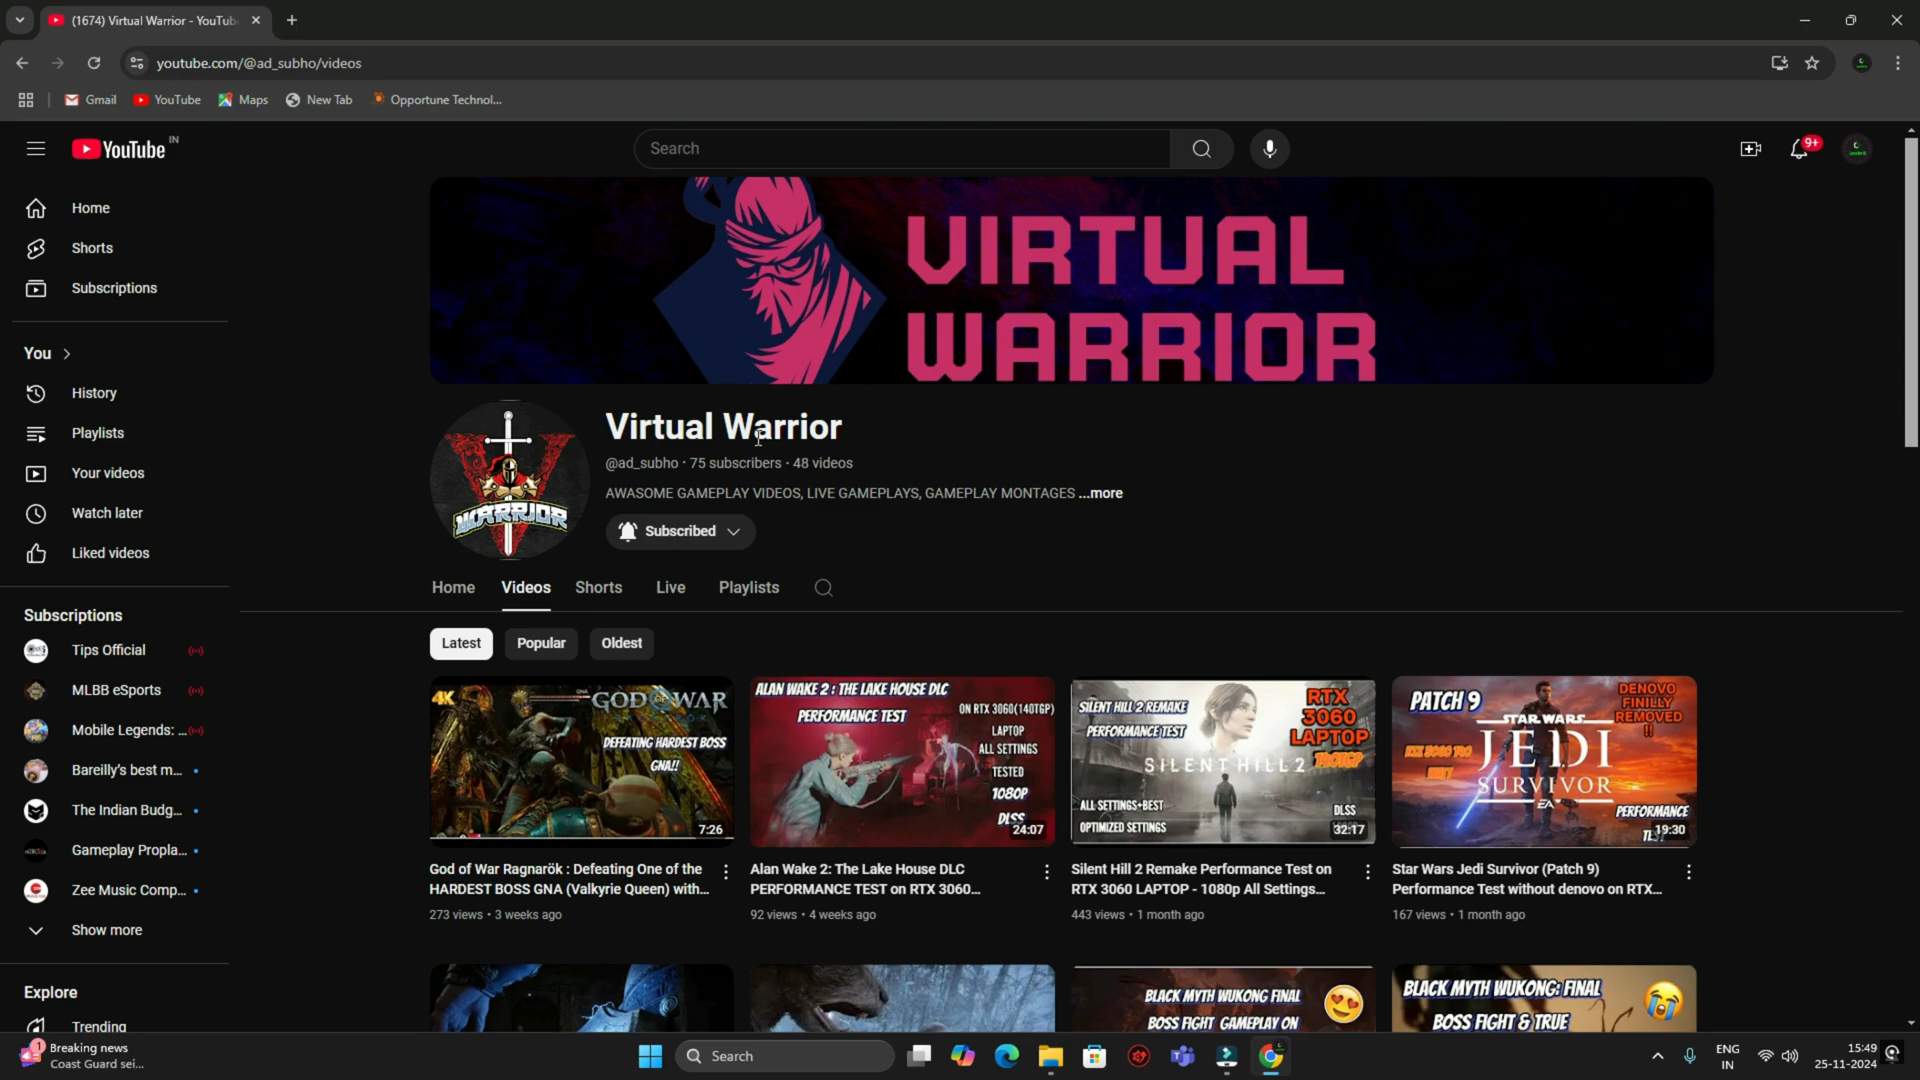 (1674) Virtual Warrior - YouTub
youtube.com/@ad_subho/videos
Gmail
YouTube
Maps
New Tab
Opportune Technol...
YouTube IN
Search
9+
Home
Shorts
Subscriptions
You
History
Playlists
Your videos
Watch later
Liked videos
Subscriptions
Tips Official
MLBB eSports
Mobile Legends: ...
Bareilly's best m...
The Indian Budg...
Gameplay Propla...
Zee Music Comp...
Show more
Explore
Trending
VIRTUAL
WARRIOR
WARRIOR
Virtual Warrior
@ad_subho · 75 subscribers · 48 videos
AWASOME GAMEPLAY VIDEOS, LIVE GAMEPLAYS, GAMEPLAY MONTAGES ...more
Subscribed
Home
Videos
Shorts
Live
Playlists
Latest
Popular
Oldest
4K
GNA
GOD WAR
DEFEATING HARDEST BOSS
GNA!!
7:26
God of War Ragnarök : Defeating One of the
HARDEST BOSS GNA (Valkyrie Queen) with...
273 views • 3 weeks ago
ALAN WAKE 2 : THE LAKE HOUSE DLC
PERFORMANCE TEST
ON RTX 3060(140TGP)
LAPTOP
ALL SETTINGS
TESTED
1080P
DLSS
24:07
Alan Wake 2: The Lake House DLC
PERFORMANCE TEST on RTX 3060...
92 views • 4 weeks ago
SILENT HILL 2 REMAKE
PERFORMANCE TEST
RTX
3060
LAPTOP
140TGP
SILENT HILL 2
ALL SETTINGS+BEST
OPTIMIZED SETTINGS
DLSS
32:17
Silent Hill 2 Remake Performance Test on
RTX 3060 LAPTOP - 1080p All Settings...
443 views • 1 month ago
PATCH 9
DENOVO
FINILLY
REMOVED
!!
STAR WARS
JEDI
SURVIVOR
EA
PERFORMANCE
19:30
Star Wars Jedi Survivor (Patch 9)
Performance Test without denovo on RTX...
167 views • 1 month ago
BLACK MYTH WUKONG FINAL
BOSS FIGHT GAMEPLAY ON
BLACK MYTH WUKONG: FINAL
BOSS FIGHT & TRUE
1
Breaking news
Coast Guard sei...
Search
ENG
IN
15:49
25-11-2024